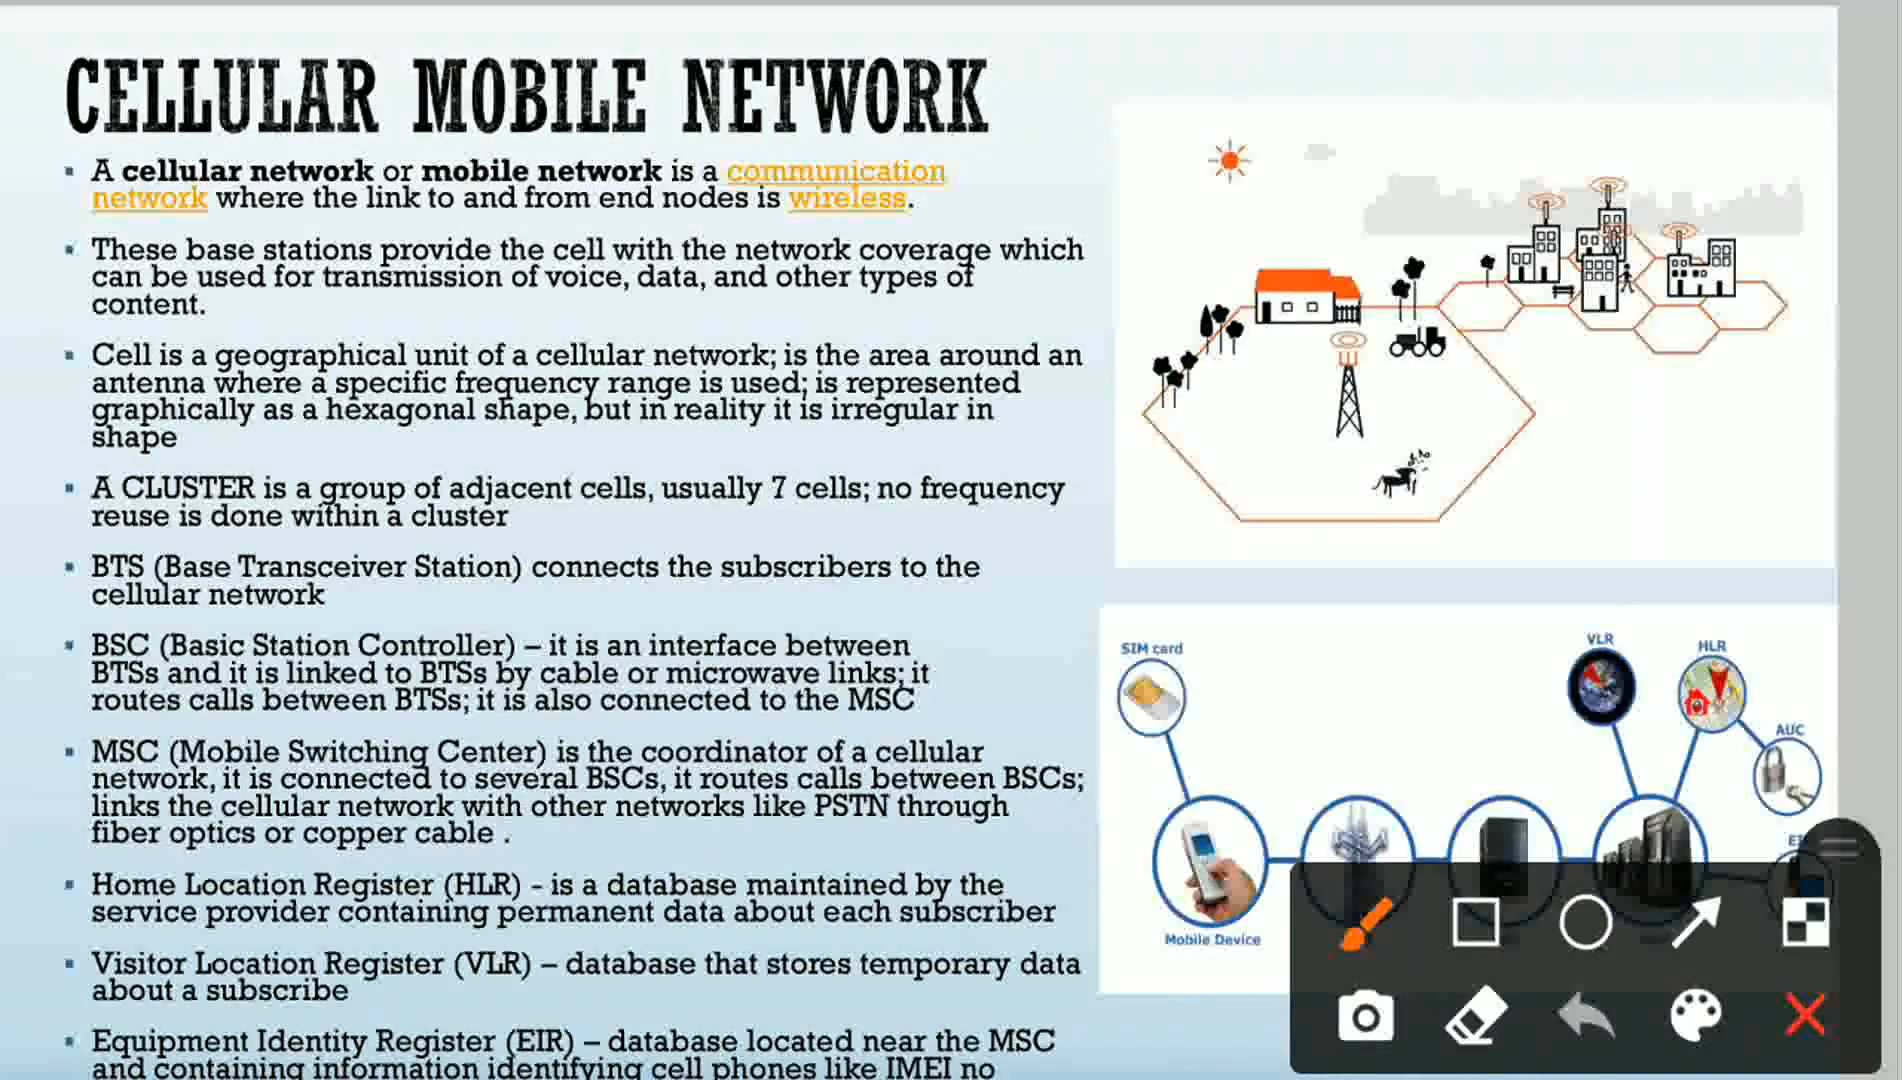 CELLULAR MOBILE NETWORK
A cellular network or mobile network is a communication
network where the link to and from end nodes is wireless.
These base stations provide the cell with the network coverage which
can be used for transmission of voice, data, and other types of
content.
Cell is a geographical unit of a cellular network; is the area around an
antenna where a specific frequency range is used; is represented
graphically as a hexagonal shape, but in reality it is irregular in
shape
A CLUSTER is a group of adjacent cells, usually 7 cells; no frequency
reuse is done within a cluster
BTS (Base Transceiver Station) connects the subscribers to the
cellular network
BSC (Basic Station Controller) – it is an interface between
BTSs and it is linked to BTSs by cable or microwave links; it
routes calls between BTSs; it is also connected to the MSC
MSC (Mobile Switching Center) is the coordinator of a cellular
network, it is connected to several BSCs, it routes calls between BSCs;
links the cellular network with other networks like PSTN through
fiber optics or copper cable .
Home Location Register (HLR) - is a database maintained by the
service provider containing permanent data about each subscriber
Visitor Location Register (VLR) – database that stores temporary data
about a subscribe
Equipment Identity Register (EIR) – database located near the MSC
and containing information identifying cell phones like IMEI no
SIM card
VLR
HLR
AUC
Mobile Device